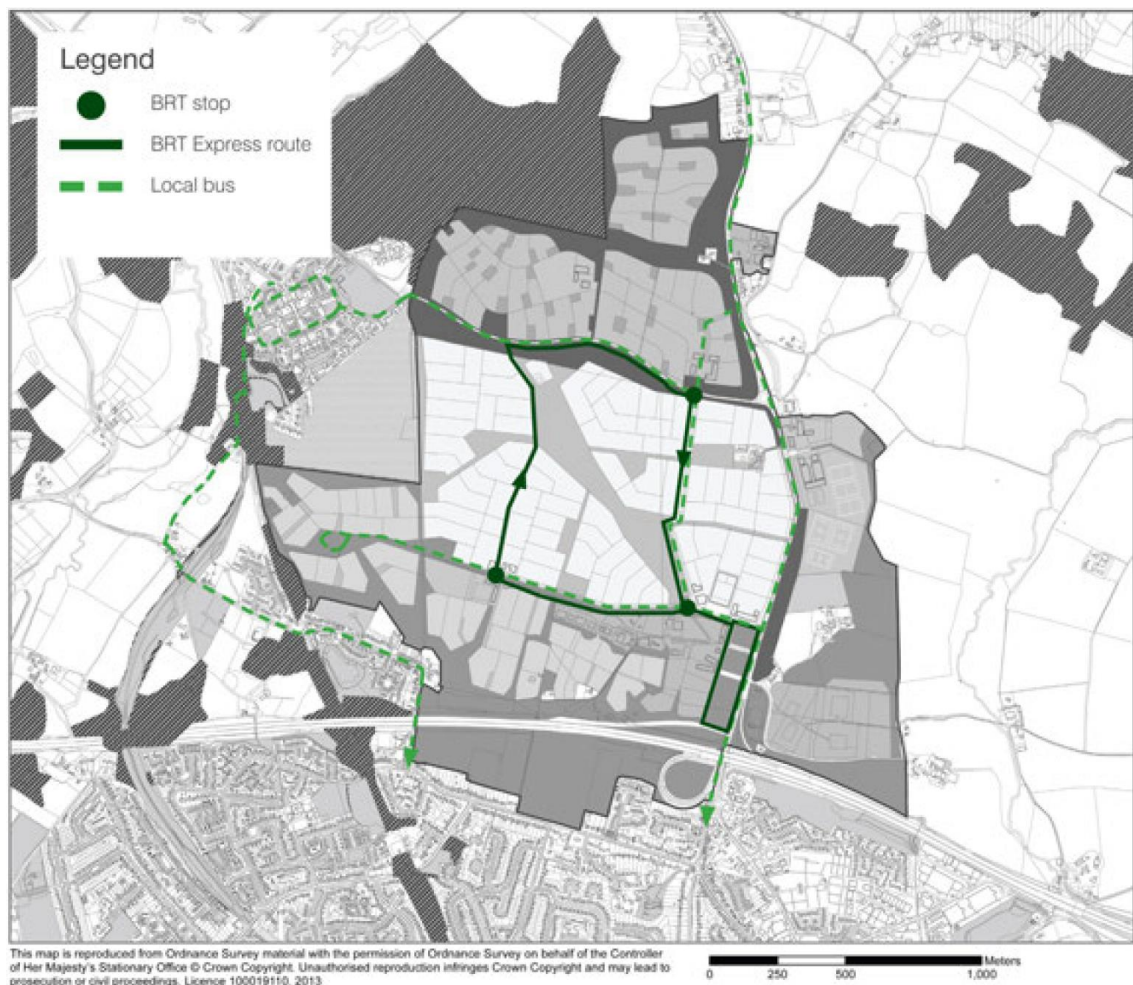 Legend
BRT stop
BRT Express route
Local bus
This map is reproduced from Ordnance Survey material with the permission of Ordnance Survey on behalf of the Controller
of Her Majesty's Stationary Office © Crown Copyright. Unauthorised reproduction infringes Crown Copyright and may lead to
prosecution or civil proceedings. Licence 100019110. 2013
Meters
0 250 500 1,000